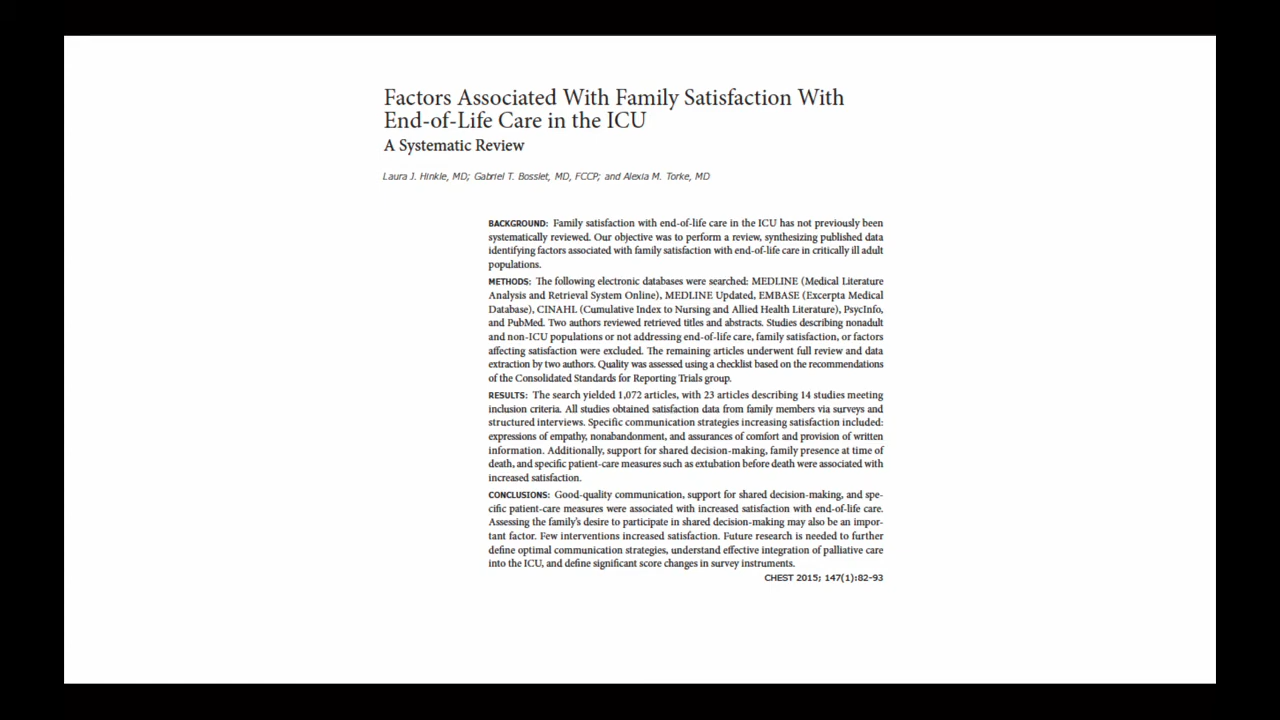 Factors Associated With Family Satisfaction With
End-of-Life Care in the ICU
A Systematic Review
Laura J. Hinkle, MD; Gabriel T. Bosslet, MD, FCCP; and Alexia M. Torke, MD
BACKGROUND: Family satisfaction with end-of-life care in the ICU has not previously been
systematically reviewed. Our objective was to perform a review, synthesizing published data
identifying factors associated with family satisfaction with end-of-life care in critically ill adult
populations.
METHODS: The following electronic databases were searched: MEDLINE (Medical Literature
Analysis and Retrieval System Online), MEDLINE Updated, EMBASE (Excerpta Medical
Database), CINAHL (Cumulative Index to Nursing and Allied Health Literature), PsycInfo,
and PubMed. Two authors reviewed retrieved titles and abstracts. Studies describing nonadult
and non-ICU populations or not addressing end-of-life care, family satisfaction, or factors
affecting satisfaction were excluded. The remaining articles underwent full review and data
extraction by two authors. Quality was assessed using a checklist based on the recommendations
of the Consolidated Standards for Reporting Trials group.
RESULTS: The search yielded 1,072 articles, with 23 articles describing 14 studies meeting
inclusion criteria. All studies obtained satisfaction data from family members via surveys and
structured interviews. Specific communication strategies increasing satisfaction included:
expressions of empathy, nonabandonment, and assurances of comfort and provision of written
information. Additionally, support for shared decision-making, family presence at time of
death, and specific patient-care measures such as extubation before death were associated with
increased satisfaction.
CONCLUSIONS: Good-quality communication, support for shared decision-making, and spe-
cific patient-care measures were associated with increased satisfaction with end-of-life care.
Assessing the family's desire to participate in shared decision-making may also be an impor-
tant factor. Few interventions increased satisfaction. Future research is needed to further
define optimal communication strategies, understand effective integration of palliative care
into the ICU, and define significant score changes in survey instruments.
CHEST 2015; 147(1):82-93